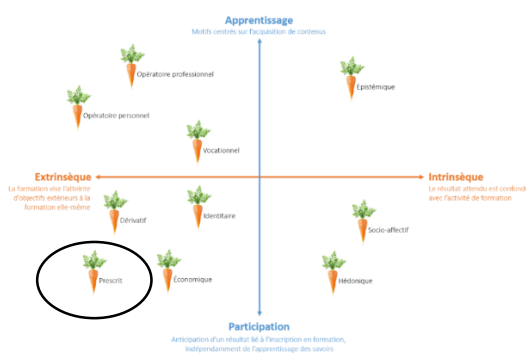 Apprentissage
Motifs centrés sur l'acquisition de contenus
Opératoire professionnel
Epistémique
Opératoire personnel
Vocationnel
Extrinsèque
La formation vise l'atteinte
d'objectifs extérieurs à la
formation elle-même
Intrinsèque
Le résultat attendu est confondu
avec l'activité de formation
Dérivatif
Identitaire
Socio-affectif
Prescrit
Économique
Hédonique
Participation
Anticipation d'un résultat lié à l'inscription en formation,
indépendamment de l'apprentissage des savoirs